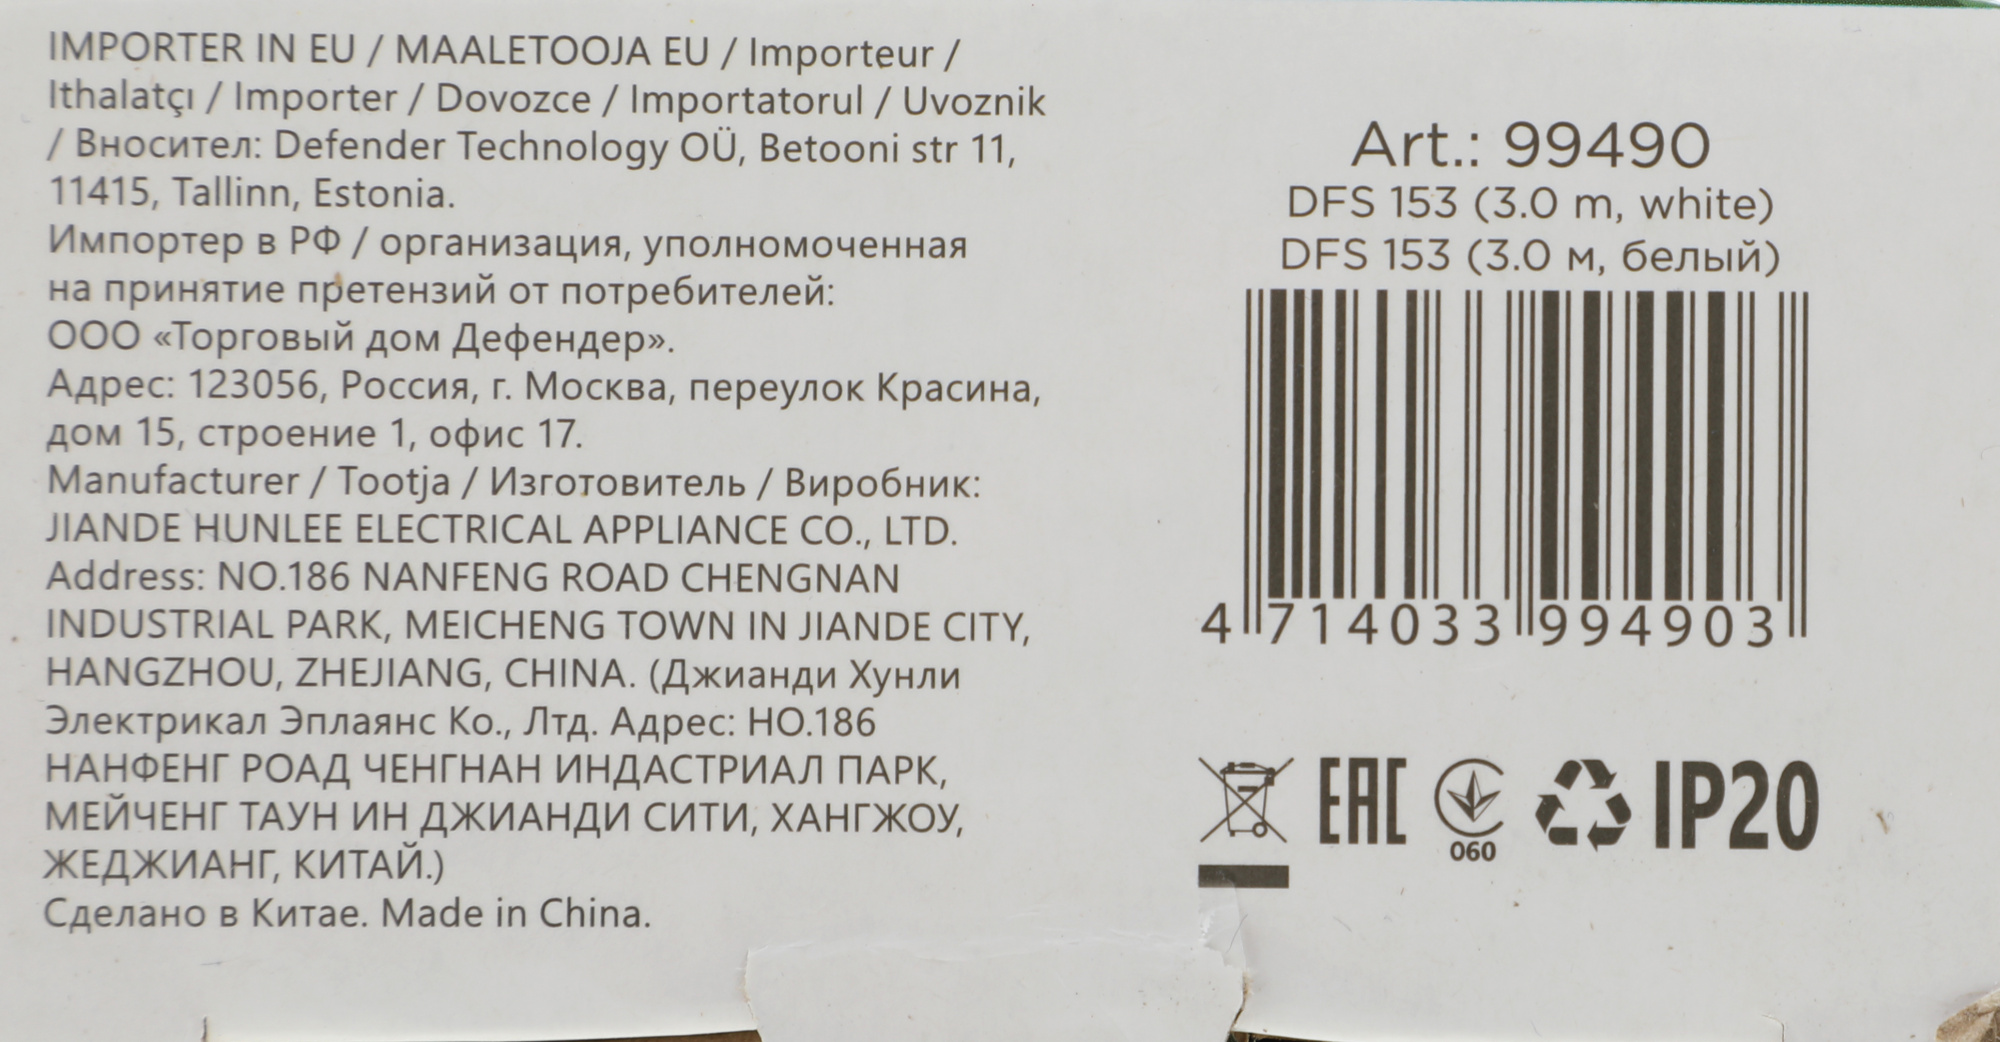 IMPORTER IN EU / MAALETOOJA EU / Importeur /
Ithalatçı / Importer / Dovozce / Importatorul / Uvoznik
/ Вносител: Defender Technology OÜ, Betooni str 11,
11415, Tallinn, Estonia.
Импортер в РФ / организация, уполномоченная
на принятие претензий от потребителей:
ООО «Торговый дом Дефендер».
Адрес: 123056, Россия, г. Москва, переулок Красина,
дом 15, строение 1, офис 17.
Manufacturer / Tootja / Изготовитель / Виробник:
JIANDE HUNLEE ELECTRICAL APPLIANCE CO., LTD.
Address: NO.186 NANFENG ROAD CHENGNAN
INDUSTRIAL PARK, MEICHENG TOWN IN JIANDE CITY,
HANGZHOU, ZHEJIANG, CHINA. (Джианди Хунли
Электрикал Эплаянс Ко., Лтд. Адрес: НО.186
НАНФЕНГ РОАД ЧЕНГНАН ИНДАСТРИАЛ ПАРК,
МЕЙЧЕНГ ТАУН ИН ДЖИАНДИ СИТИ, ХАНГЖОУ,
ЖЕДЖИАНГ, КИТАЙ.)
Сделано в Китае. Made in China.
Art.: 99490
DFS 153 (3.0 m, white)
DFS 153 (3.0 м, белый)
4 714033 994903
EAC
060
IP20